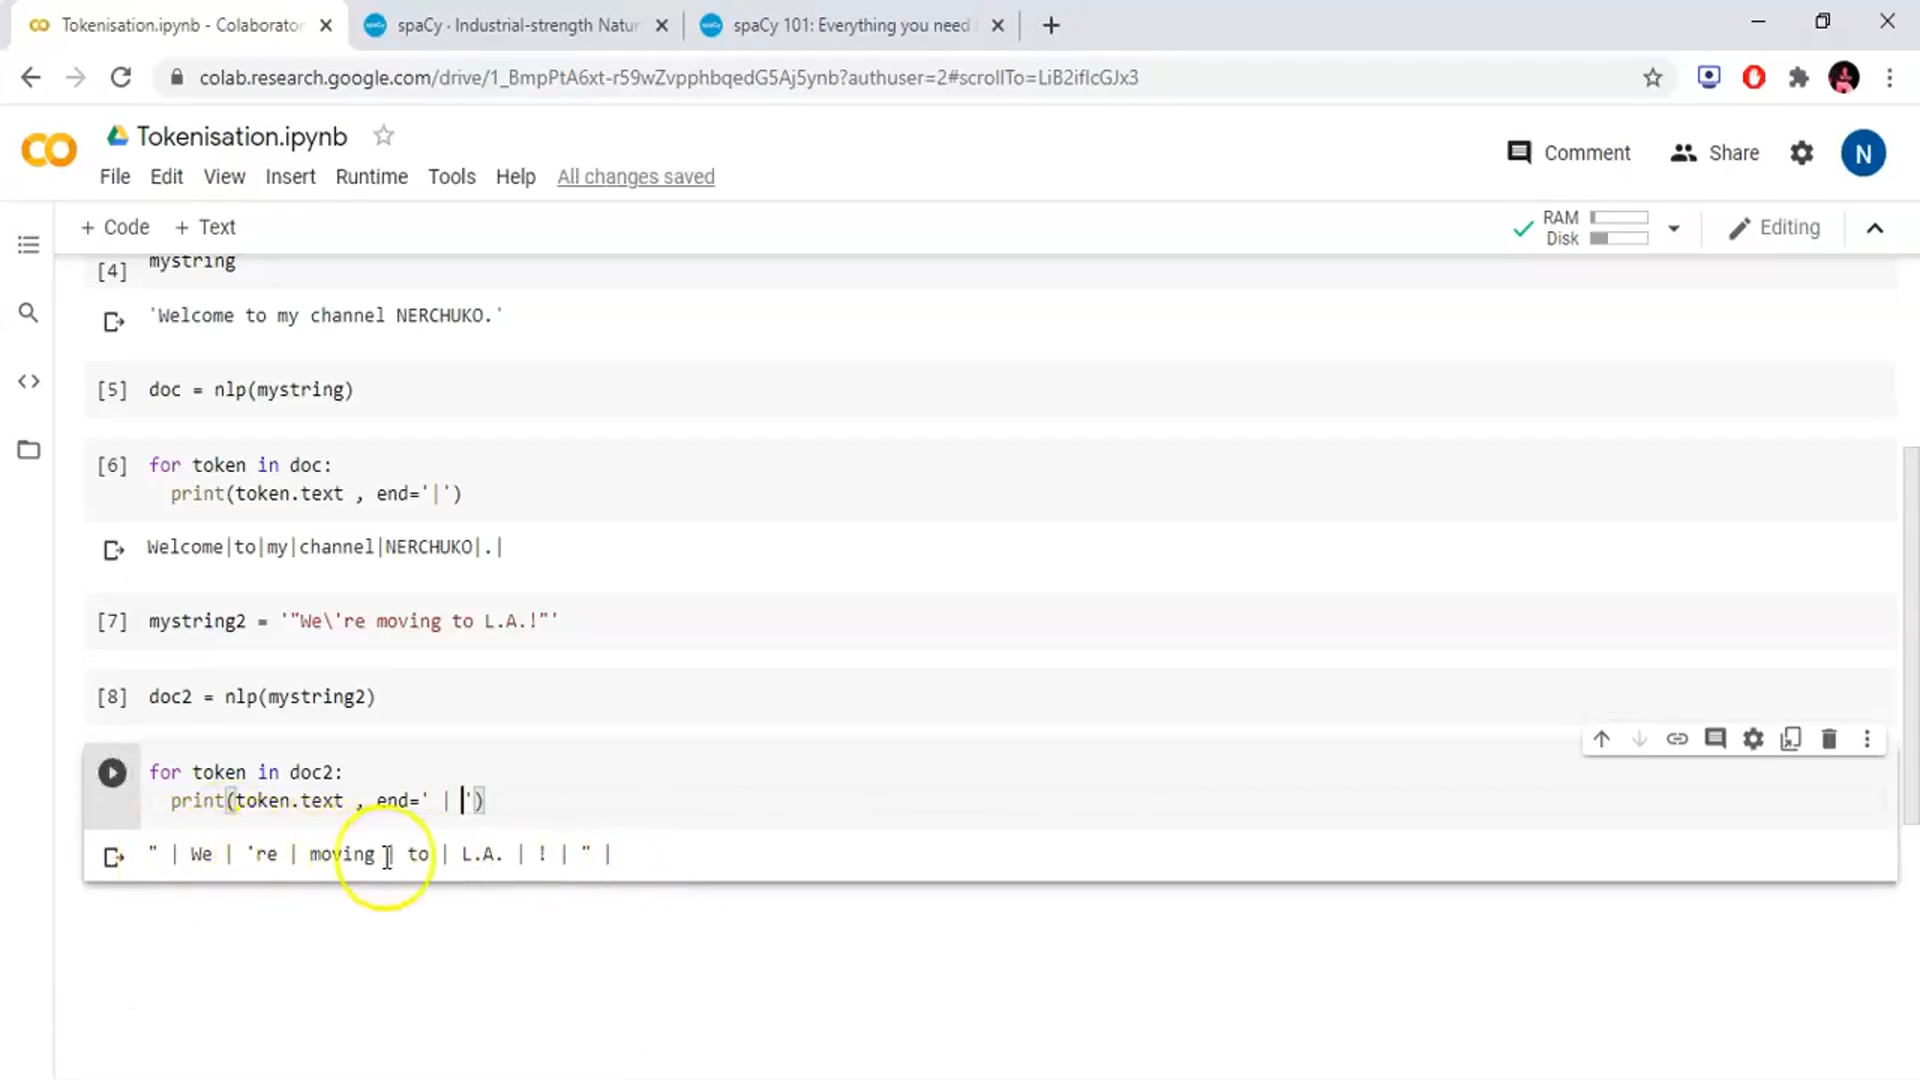 Tokenisation.ipynb - Colaborator
spaCy · Industrial-strength Natur
spaCy 101: Everything you need
colab.research.google.com/drive/1_BmpPtA6xt-r59wZvpphbqedG5Aj5ynb?authuser=2#scrollTo=LiB2ifIcGJx3
CO Tokenisation.ipynb
Comment Share N
File Edit View Insert Runtime Tools Help All changes saved
+ Code + Text
RAM
Disk
Editing
[4] mystring
'Welcome to my channel NERCHUKO.'
[5] doc = nlp(mystring)
[6] for token in doc:
print(token.text , end='|')
Welcome|to|my|channel|NERCHUKO|.|
[7] mystring2 = '"We\'re moving to L.A.!"'
[8] doc2 = nlp(mystring2)
for token in doc2:
print(token.text , end=' | ')
" | We | 're | moving | to | L.A. | ! | " |